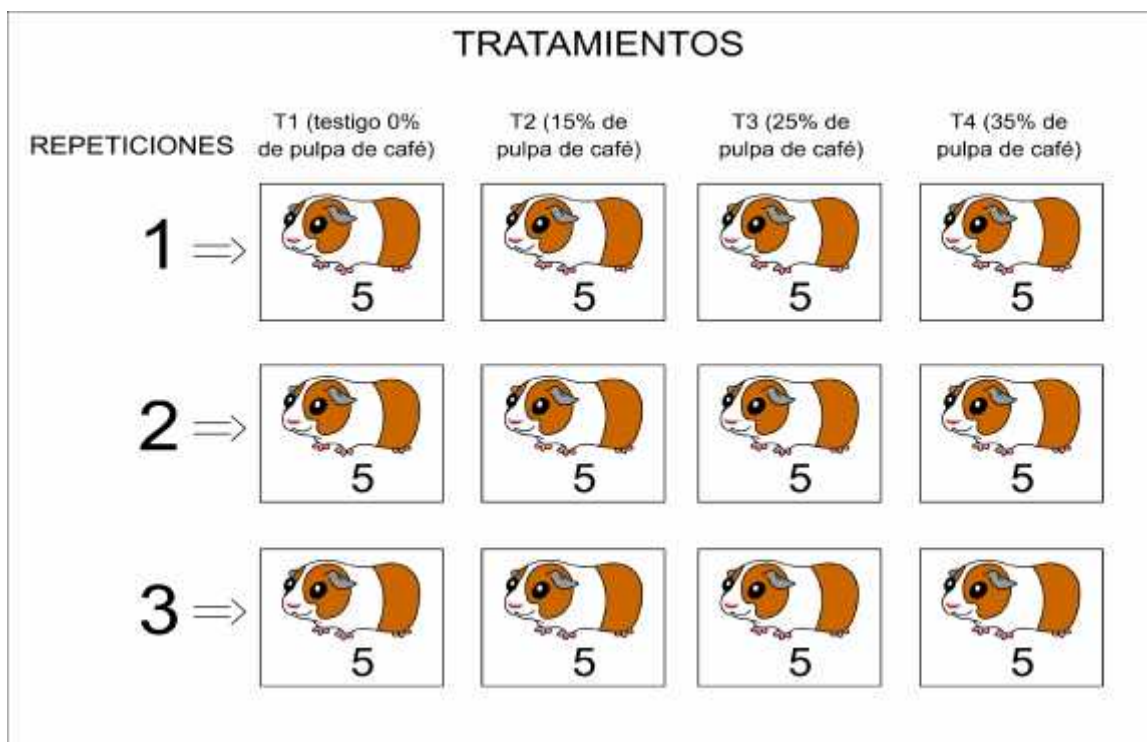 TRATAMIENTOS
REPETICIONES
T1 (testigo 0%
de pulpa de café)
T2 (15% de
pulpa de café)
T3 (25% de
pulpa de café)
T4 (35% de
pulpa de café)
1
5
5
5
5
2
5
5
5
5
3
5
5
5
5